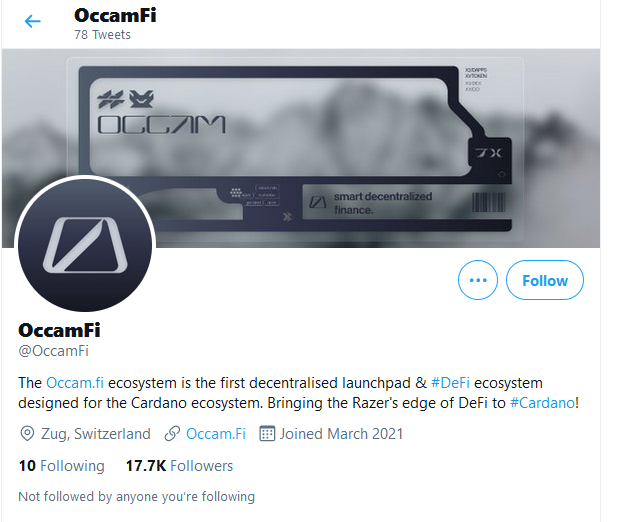 OccamFi
78 Tweets
OCCAM
7X
smart decentralized
finance.
OccamFi
@OccamFi
Follow
The Occam.fi ecosystem is the first decentralised launchpad & #DeFi ecosystem
designed for the Cardano ecosystem. Bringing the Razer's edge of DeFi to #Cardano!
Zug, Switzerland Occam.Fi Joined March 2021
10 Following 17.7K Followers
Not followed by anyone you're following